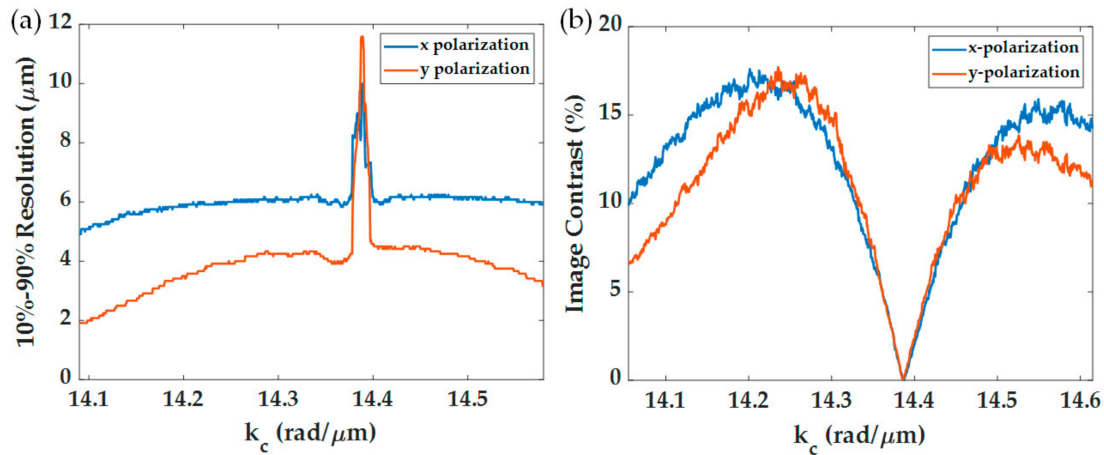 (a)
12
10
8
6
4
2
0
10%-90% Resolution (μm)
x polarization
y polarization
14.1 14.2 14.3 14.4 14.5
k_c (rad/μm)
(b)
20
15
10
5
0
Image Contrast (%)
x-polarization
y-polarization
14.1 14.2 14.3 14.4 14.5 14.6
k_c (rad/μm)